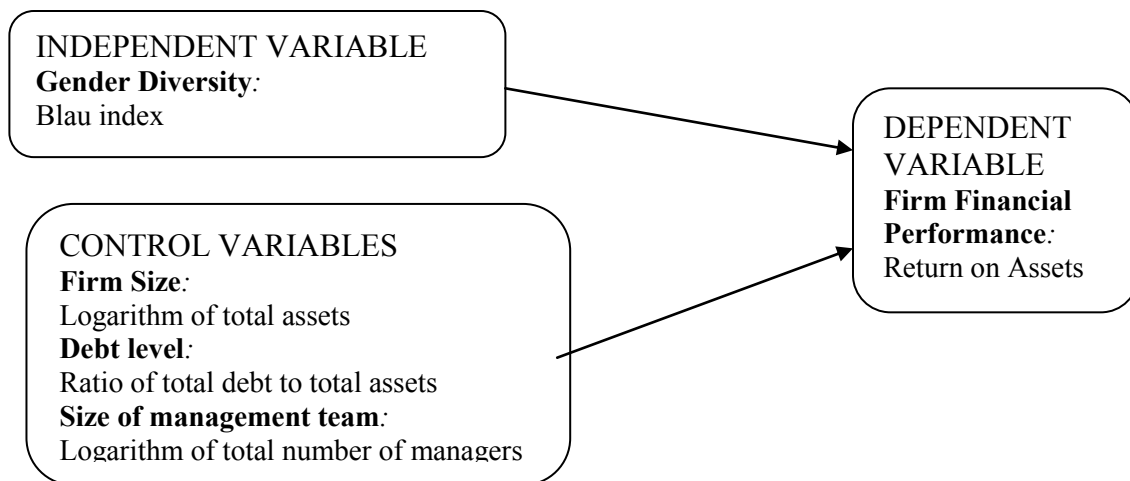 INDEPENDENT VARIABLE
Gender Diversity:
Blau index
CONTROL VARIABLES
Firm Size:
Logarithm of total assets
Debt level:
Ratio of total debt to total assets
Size of management team:
Logarithm of total number of managers
DEPENDENT
VARIABLE
Firm Financial
Performance:
Return on Assets